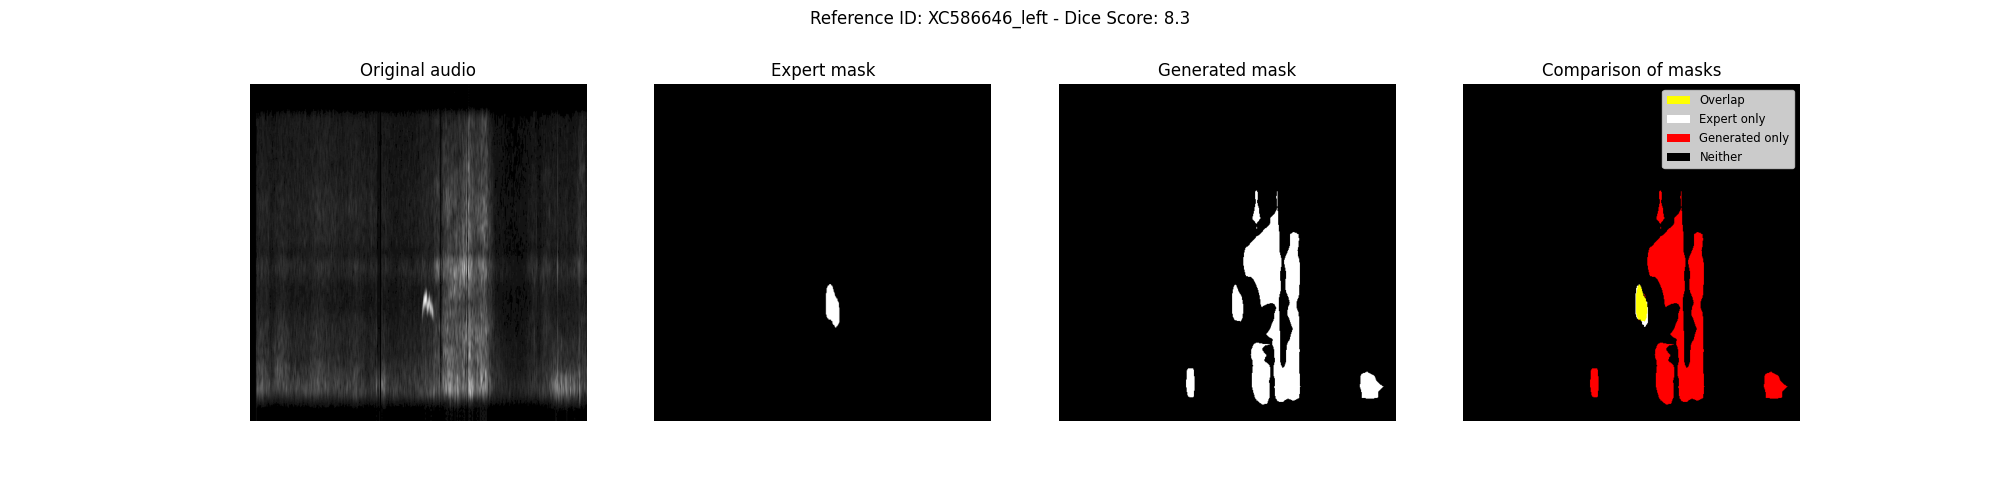 Reference ID: XC586646_left - Dice Score: 8.3
Original audio
Expert mask
Generated mask
Comparison of masks
Overlap
Expert only
Generated only
Neither